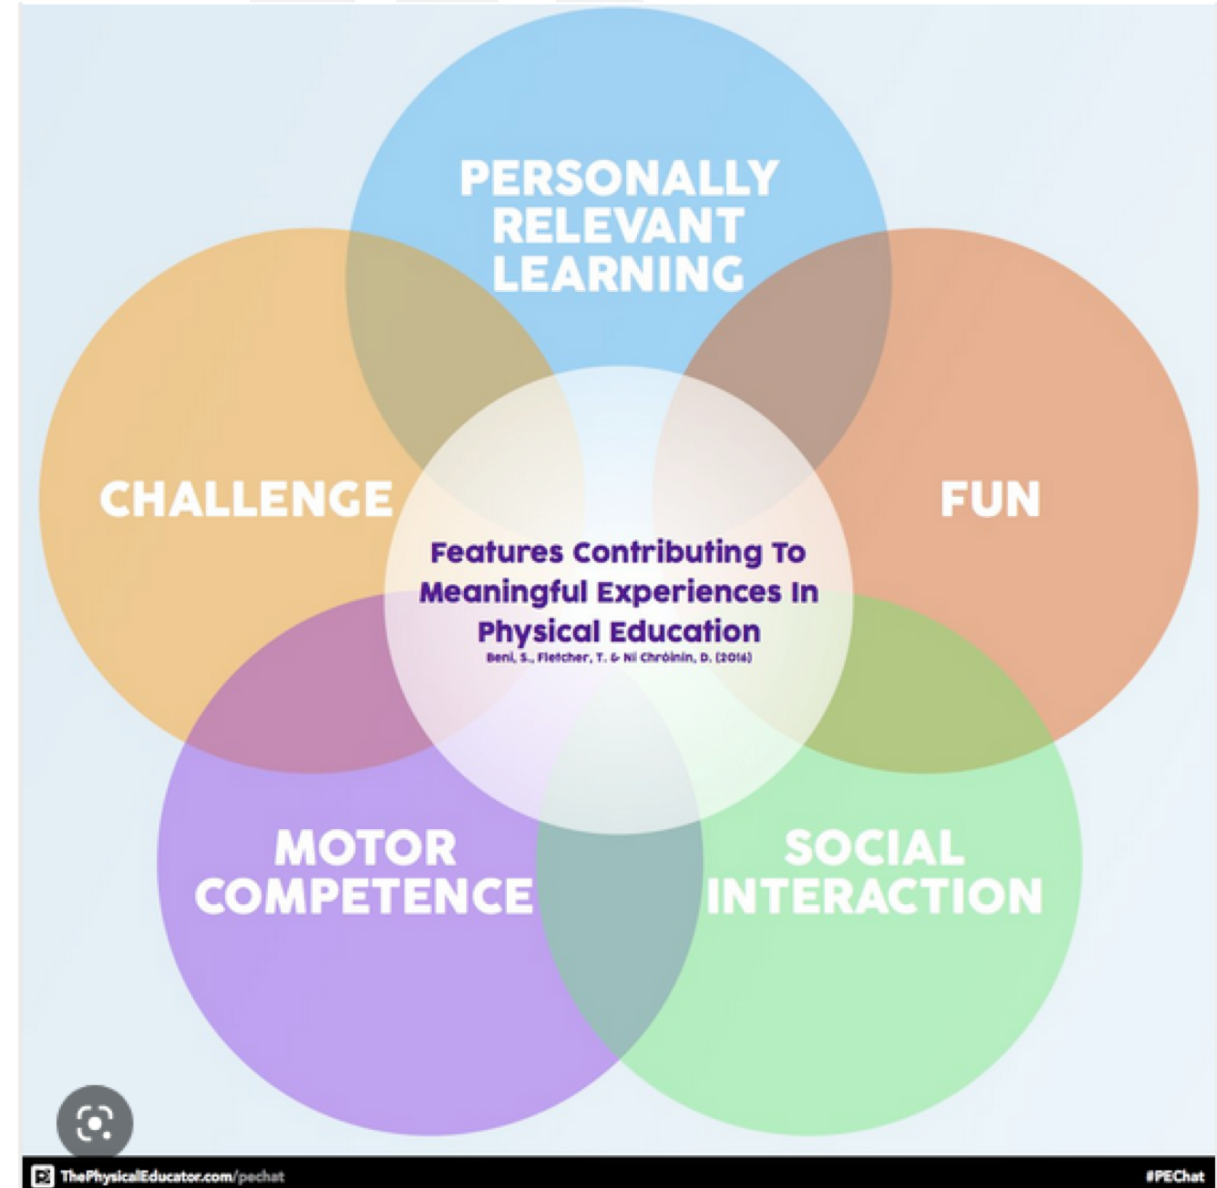 PERSONALLY
RELEVANT
LEARNING
CHALLENGE
FUN
Features Contributing To
Meaningful Experiences In
Physical Education
Beni, S., Fletcher, T. & Ní Chróinín, D. (2016)
MOTOR
COMPETENCE
SOCIAL
INTERACTION
ThePhysicalEducator.com/pechat
#PEChat